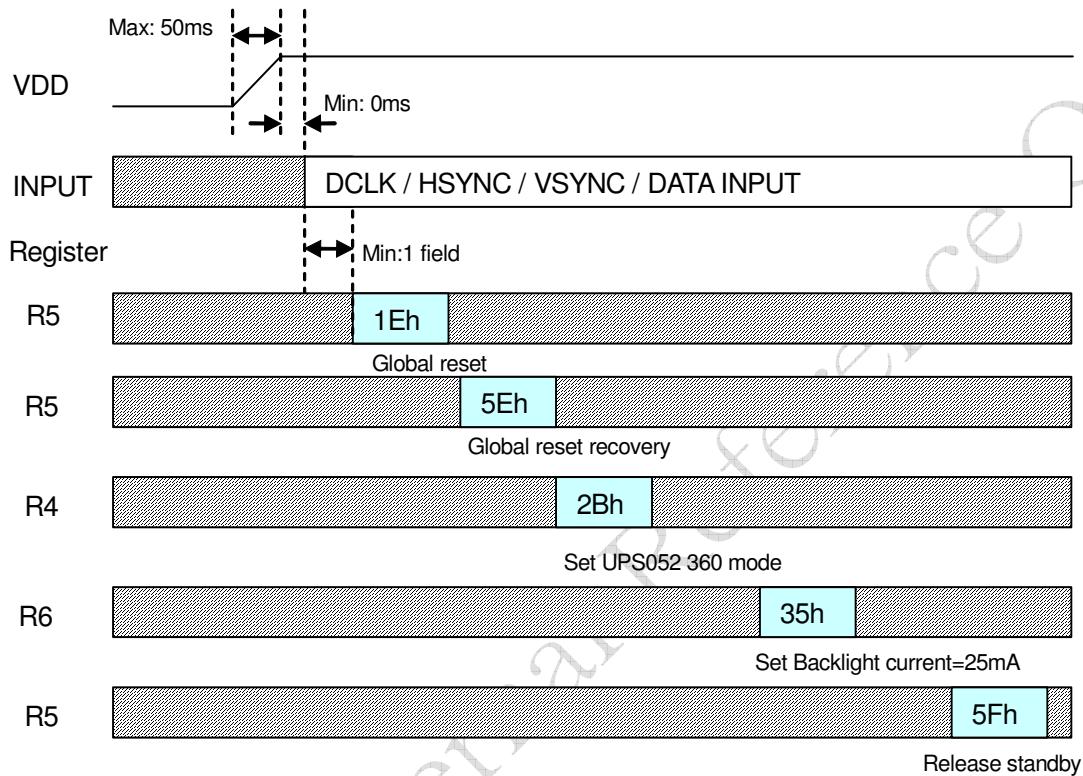 Max: 50ms
VDD
Min: 0ms
INPUT
DCLK / HSYNC / VSYNC / DATA INPUT
Register
Min:1 field
R5
1Eh
Global reset
R5
5Eh
Global reset recovery
R4
2Bh
Set UPS052 360 mode
R6
35h
Set Backlight current=25mA
R5
5Fh
Release standby